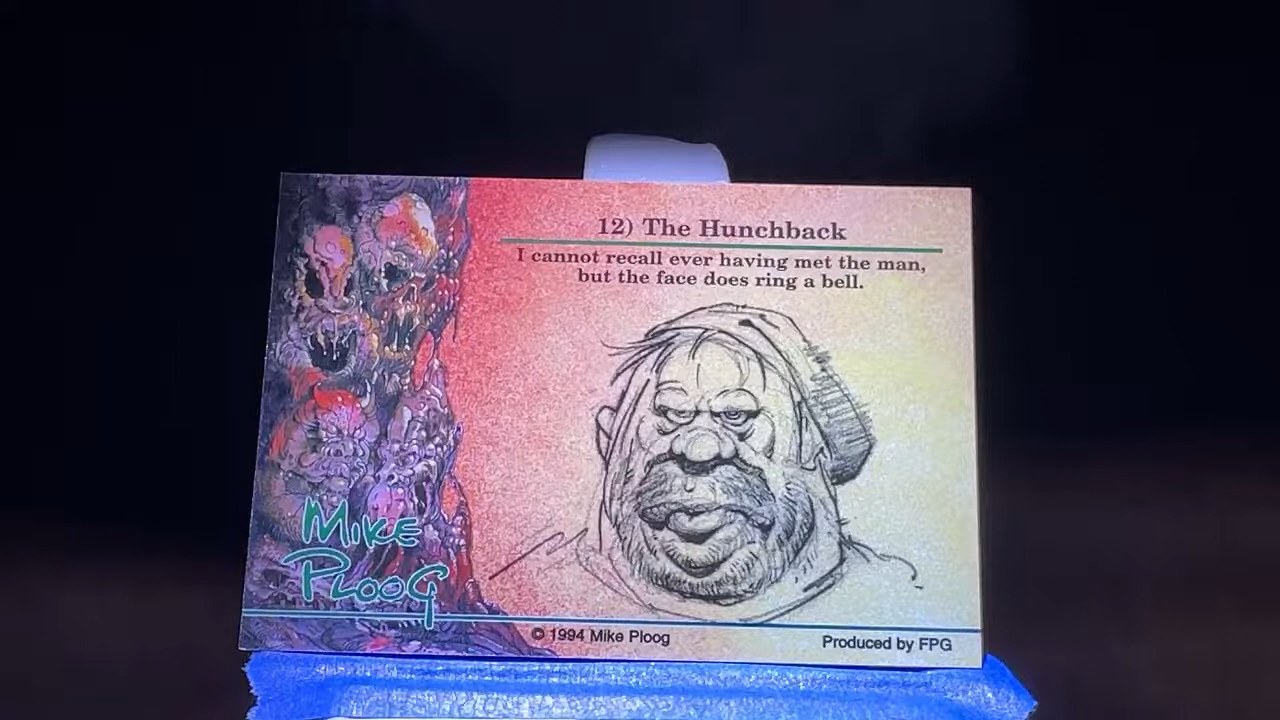 12) The Hunchback
I cannot recall ever having met the man,
but the face does ring a bell.
MIKE
PLOOG
© 1994 Mike Ploog
Produced by FPG